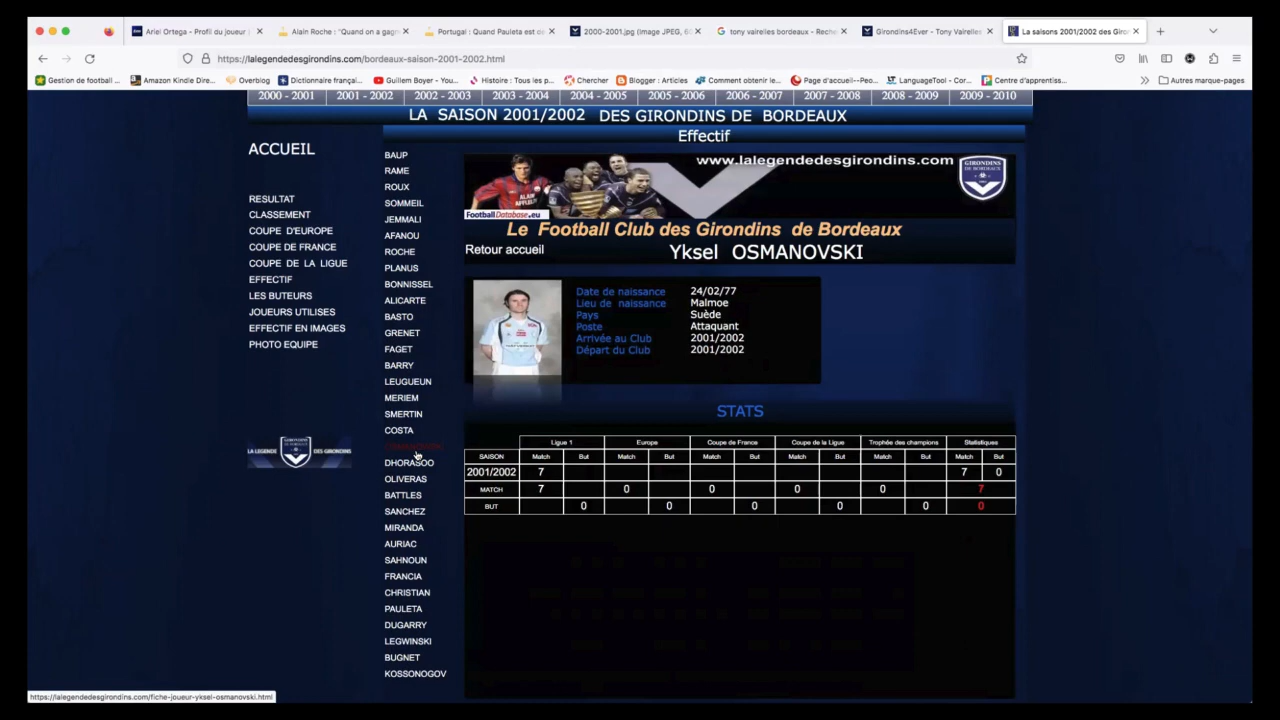 Ariel Ortega - Profil du joueur
Alain Roche : "Quand on a gagn
Portugal : Quand Pauleta est de
2000-2001.jpg (Image JPEG, 60
tony vairelles bordeaux - Reche
Girondins4Ever - Tony Vairelles
La saisons 2001/2002 des Giron
https://lalegendedesgirondins.com/bordeaux-saison-2001-2002.html
Gestion de football ...
Amazon Kindle Dire...
Overblog
Dictionnaire françai...
Guillem Boyer - You...
Histoire : Tous les p...
Chercher
Blogger : Articles
Comment obtenir le...
Page d'accueil--Peo...
LanguageTool - Cor...
Centre d'apprentiss...
Autres marque-pages
2000 - 2001 2001 - 2002 2002 - 2003 2003 - 2004 2004 - 2005 2005 - 2006 2006 - 2007 2007 - 2008 2008 - 2009 2009 - 2010
LA SAISON 2001/2002 DES GIRONDINS DE BORDEAUX
Effectif
ACCUEIL
RESULTAT
CLASSEMENT
COUPE D'EUROPE
COUPE DE FRANCE
COUPE DE LA LIGUE
EFFECTIF
LES BUTEURS
JOUEURS UTILISES
EFFECTIF EN IMAGES
PHOTO EQUIPE
LA LEGENDE DES GIRONDINS
BAUP
RAME
ROUX
SOMMEIL
JEMMALI
AFANOU
ROCHE
PLANUS
BONNISSEL
ALICARTE
BASTO
GRENET
FAGET
BARRY
LEUGUEUN
MERIEM
SMERTIN
COSTA
DHORASOO
OLIVERAS
BATTLES
SANCHEZ
MIRANDA
AURIAC
SAHNOUN
FRANCIA
CHRISTIAN
PAULETA
DUGARRY
LEGWINSKI
BUGNET
KOSSONOGOV
www.lalegendedesgirondins.com
GIRONDINS
DE BORDEAUX
ALAIN
AFFLELOU
FootballDatabase.eu
Le Football Club des Girondins de Bordeaux
Retour accueil
Yksel OSMANOVSKI
Date de naissance 24/02/77
Lieu de naissance Malmoe
Pays Suède
Poste Attaquant
Arrivée au Club 2001/2002
Départ du Club 2001/2002
STATS
Ligue 1 Europe Coupe de France Coupe de la Ligue Trophée des champions Statistiques
SAISON Match But Match But Match But Match But Match But Match But
2001/2002 7 7 0
MATCH 7 0 0 0 0 7
BUT 0 0 0 0 0 0
https://lalegendedesgirondins.com/fiche-joueur-yksel-osmanovski.html